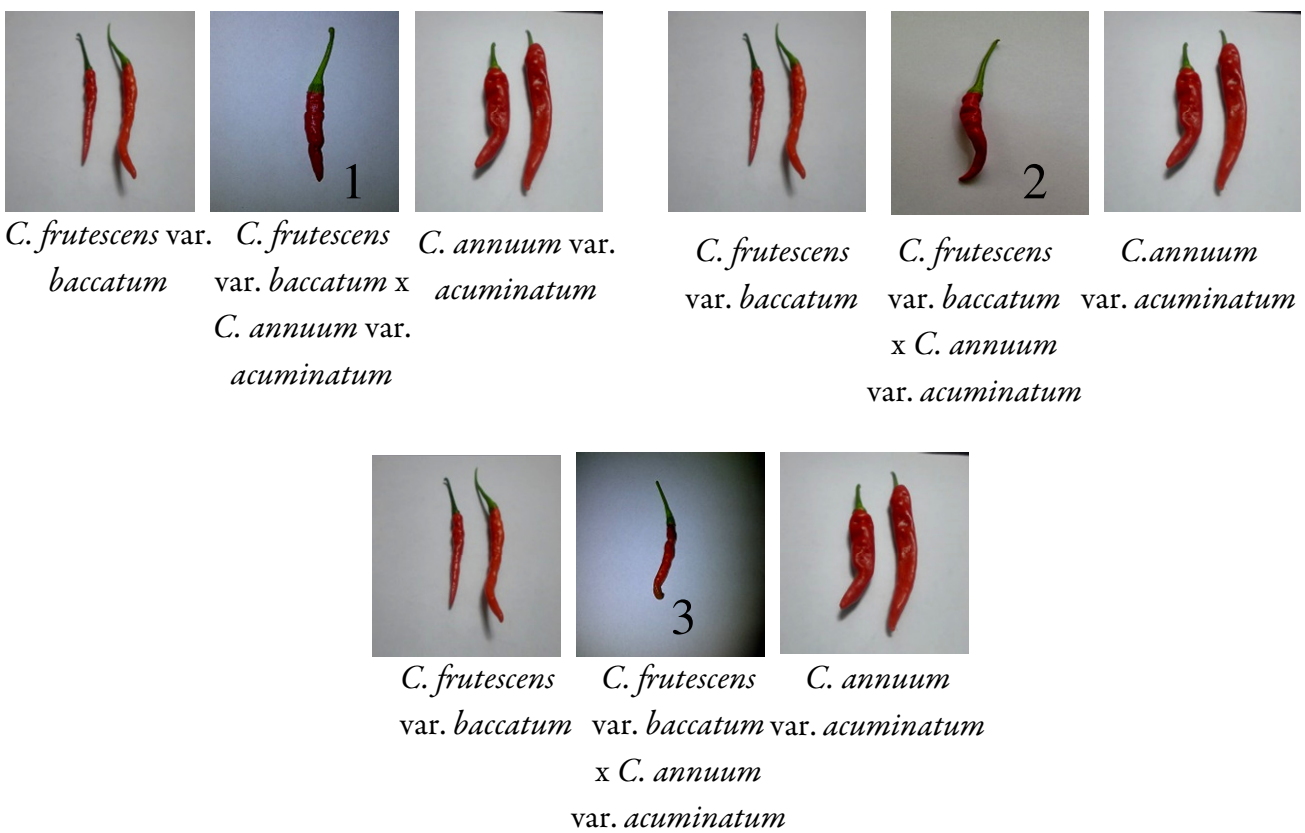 1
C. frutescens var.
baccatum
C. frutescens
var. baccatum x
C. annuum var.
acuminatum
C. annuum var.
acuminatum
2
C. frutescens
var. baccatum
C. frutescens
var. baccatum
x C. annuum
var. acuminatum
C.annuum
var. acuminatum
3
C. frutescens
var. baccatum
C. frutescens
var. baccatum
x C. annuum
var. acuminatum
C. annuum
var. acuminatum